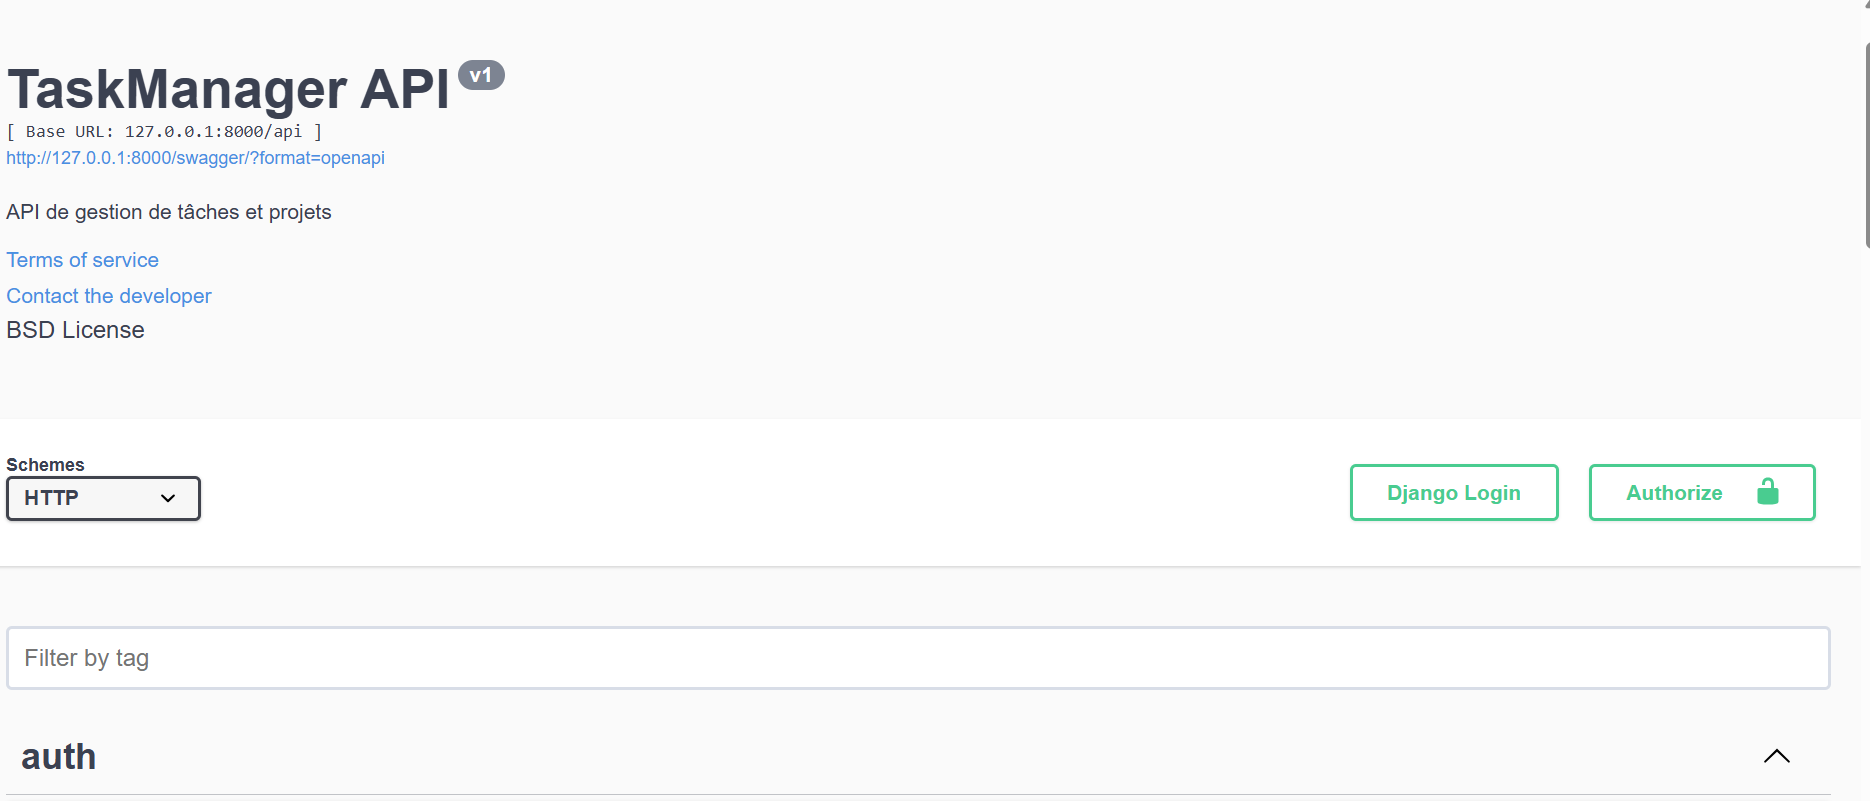 TaskManager API v1
[ Base URL: 127.0.0.1:8000/api ]
http://127.0.0.1:8000/swagger/?format=openapi
API de gestion de tâches et projets
Terms of service
Contact the developer
BSD License
Schemes
HTTP
Django Login
Authorize
Filter by tag
auth